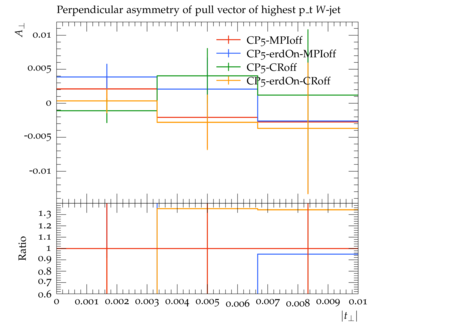 Perpendicular asymmetry of pull vector of highest p_t W-jet
A⊥
0.01
0.005
0
-0.005
-0.01
CP5-MPIoff
CP5-erdOn-MPIoff
CP5-CRoff
CP5-erdOn-CRoff
Ratio
1.3
1.2
1.1
1
0.9
0.8
0.7
0.6
0 0.001 0.002 0.003 0.004 0.005 0.006 0.007 0.008 0.009 0.01
|t⊥|